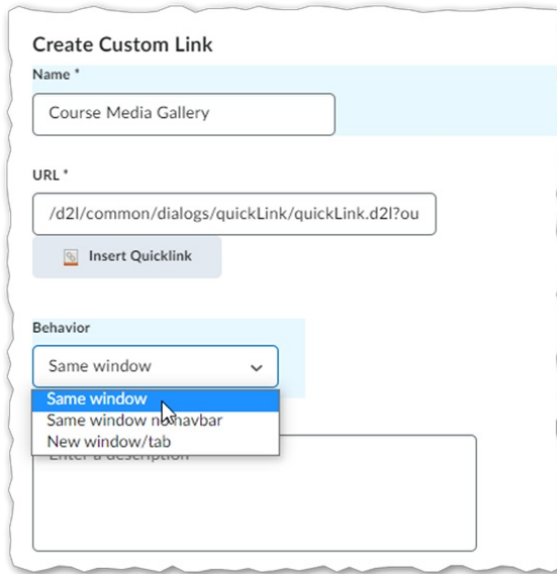 Create Custom Link
Name *
Course Media Gallery
URL *
/d2l/common/dialogs/quickLink/quickLink.d2l?ou
Insert Quicklink
Behavior
Same window
Same window
Same window no navbar
New window/tab
Enter a description